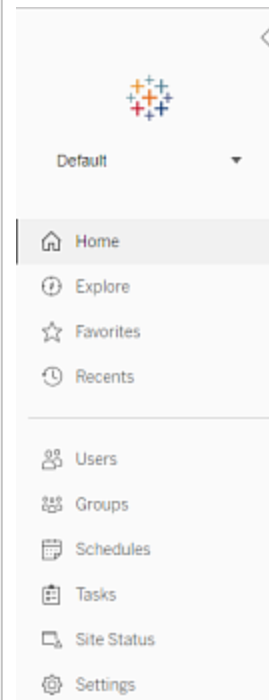 Default
Home
Explore
Favorites
Recents
Users
Groups
Schedules
Tasks
Site Status
Settings